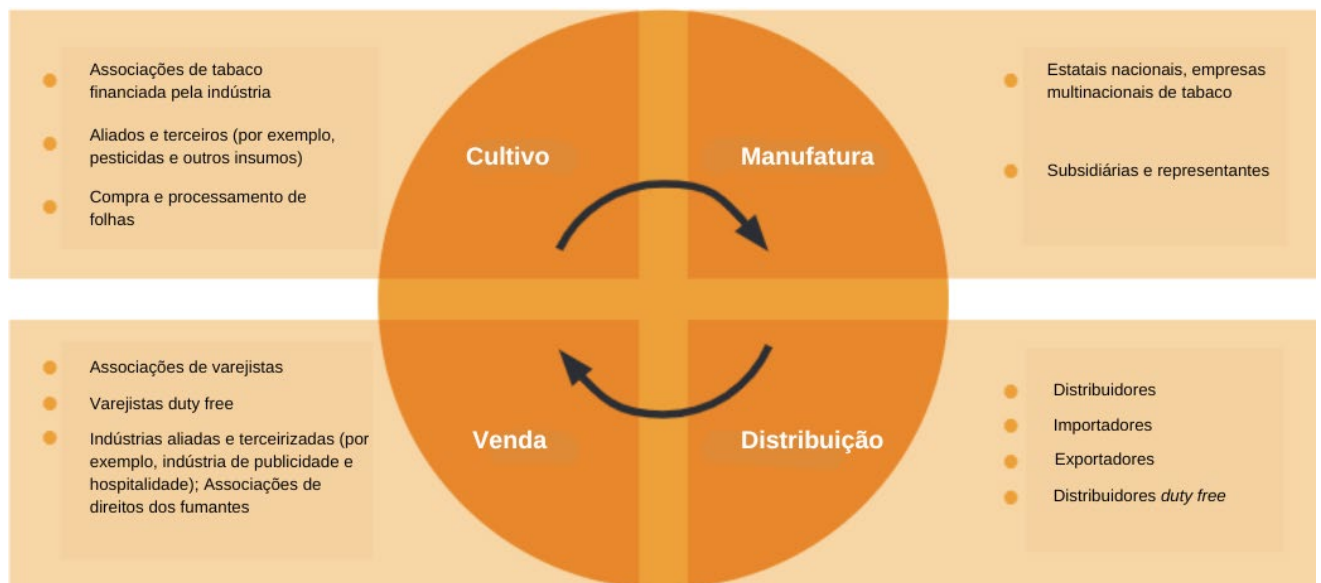 Associações de tabaco
financiada pela indústria
Aliados e terceiros (por exemplo,
pesticidas e outros insumos)
Compra e processamento de
folhas
Cultivo
Manufatura
Estatais nacionais, empresas
multinacionais de tabaco
Subsidiárias e representantes
Associações de varejistas
Varejistas duty free
Indústrias aliadas e terceirizadas (por
exemplo, indústria de publicidade e
hospitalidade); Associações de
direitos dos fumantes
Venda
Distribuição
Distribuidores
Importadores
Exportadores
Distribuidores duty free